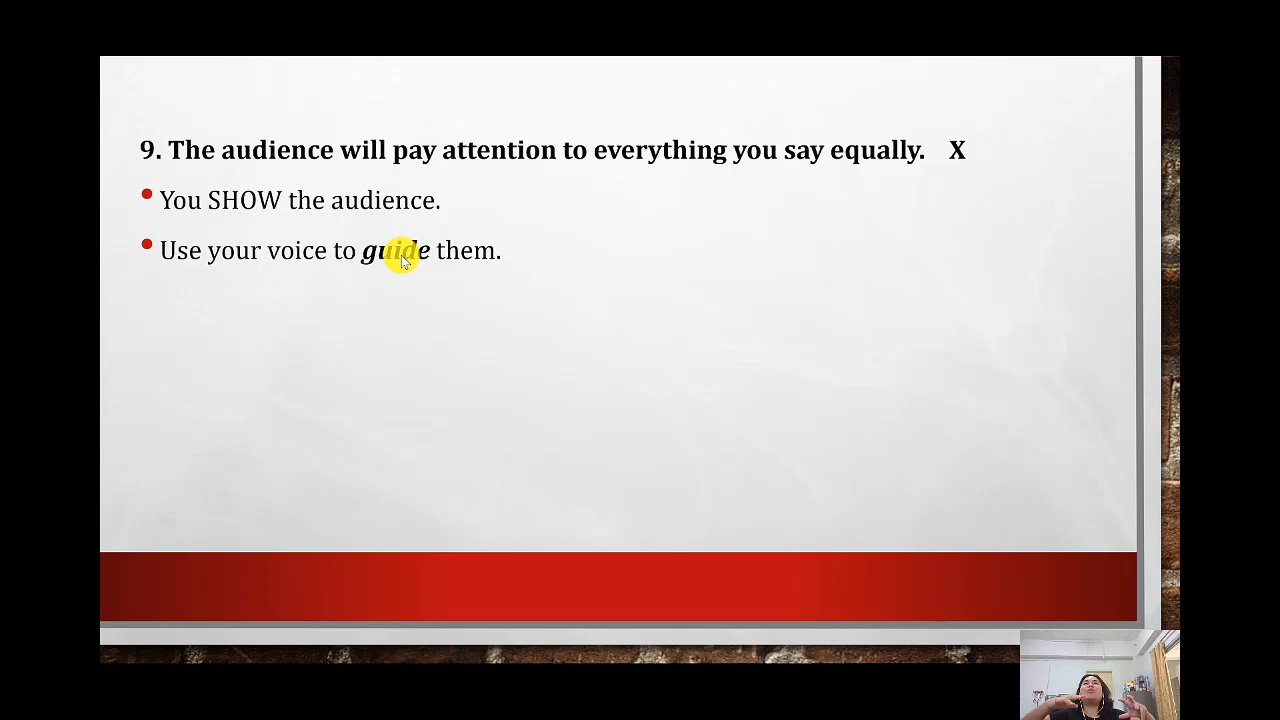 9. The audience will pay attention to everything you say equally. X
You SHOW the audience.
Use your voice to guide them.